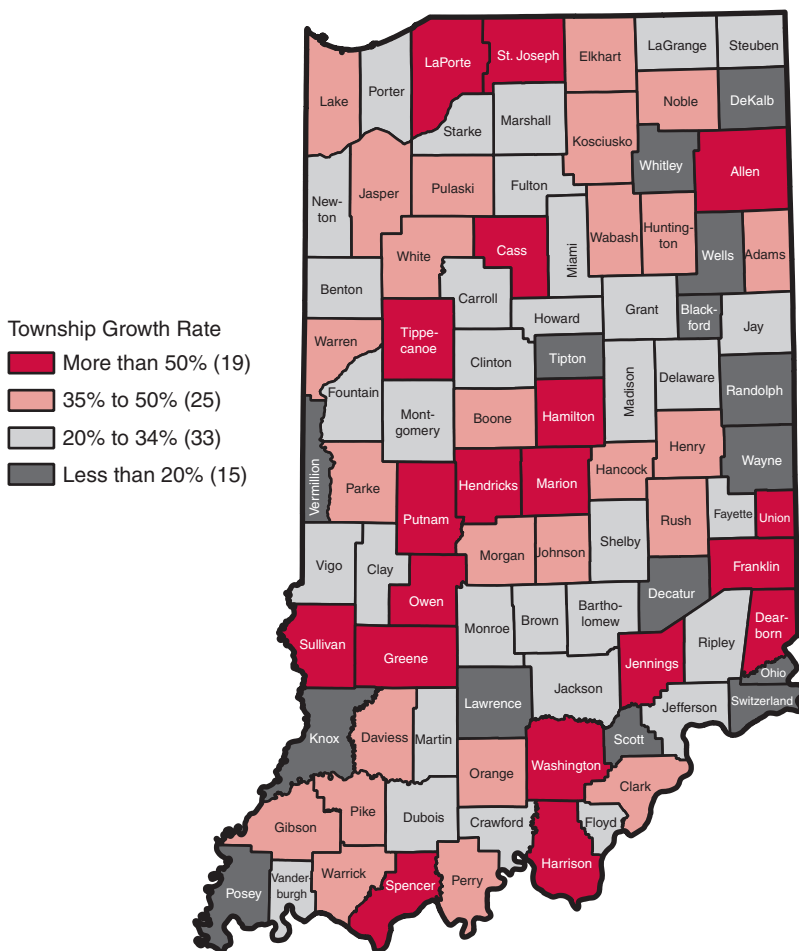 LaPorte
St. Joseph
Elkhart
LaGrange
Steuben
Lake
Porter
Noble
DeKalb
Starke
Marshall
Kosciusko
Whitley
Allen
New-
ton
Jasper
Pulaski
Fulton
Miami
Wabash
Hunting-
ton
Wells
Adams
White
Cass
Benton
Carroll
Howard
Grant
Black-
ford
Jay
Township Growth Rate
More than 50% (19)
35% to 50% (25)
20% to 34% (33)
Less than 20% (15)
Warren
Tippe-
canoe
Clinton
Tipton
Madison
Delaware
Randolph
Fountain
Mont-
gomery
Boone
Hamilton
Henry
Wayne
Vermillion
Parke
Putnam
Hendricks
Marion
Hancock
Rush
Fayette
Union
Vigo
Clay
Morgan
Johnson
Shelby
Franklin
Owen
Decatur
Sullivan
Greene
Monroe
Brown
Bartho-
lomew
Jennings
Ripley
Dear-
born
Ohio
Switzerland
Knox
Daviess
Martin
Lawrence
Jackson
Jefferson
Scott
Orange
Washington
Clark
Gibson
Pike
Dubois
Crawford
Floyd
Harrison
Posey
Vander-
burgh
Warrick
Spencer
Perry